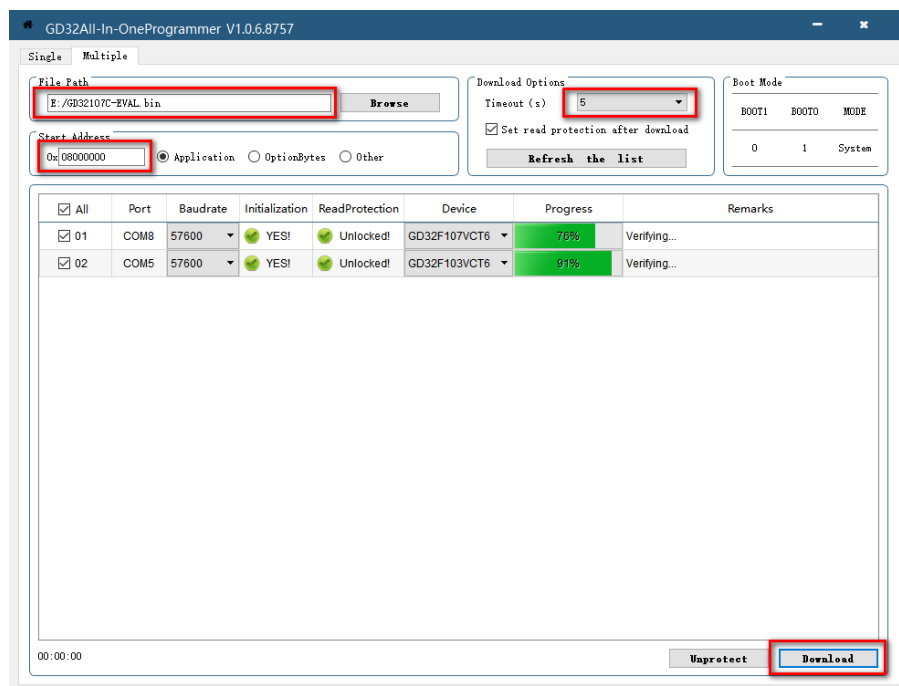 GD32All-In-OneProgrammer V1.0.6.8757
Single Multiple
File Path
E:/GD32107C-EVAL.bin Browse
Start Address
0x 08000000 Application OptionBytes Other
Download Options
Timeout (s) 5
Set read protection after download
Refresh the list
Boot Mode
BOOT1 BOOT0 MODE
0 1 System
All Port Baudrate Initialization ReadProtection Device Progress Remarks
01 COM8 57600 YES! Unlocked! GD32F107VCT6 76% Verifying...
02 COM5 57600 YES! Unlocked! GD32F103VCT6 91% Verifying...
00:00:00 Unprotect Download